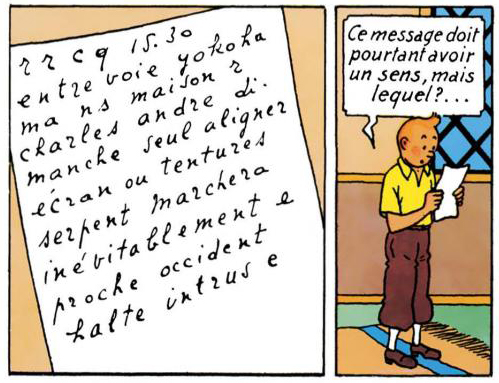 r r c q 15.30
entre voie yokoha
ma ns maison r
charles andre di-
manche seul aligner
écran ou tentures
serpent marchera
inévitablement e
proche occident
halte intrus e
Ce message doit
pourtant avoir
un sens, mais
lequel?...